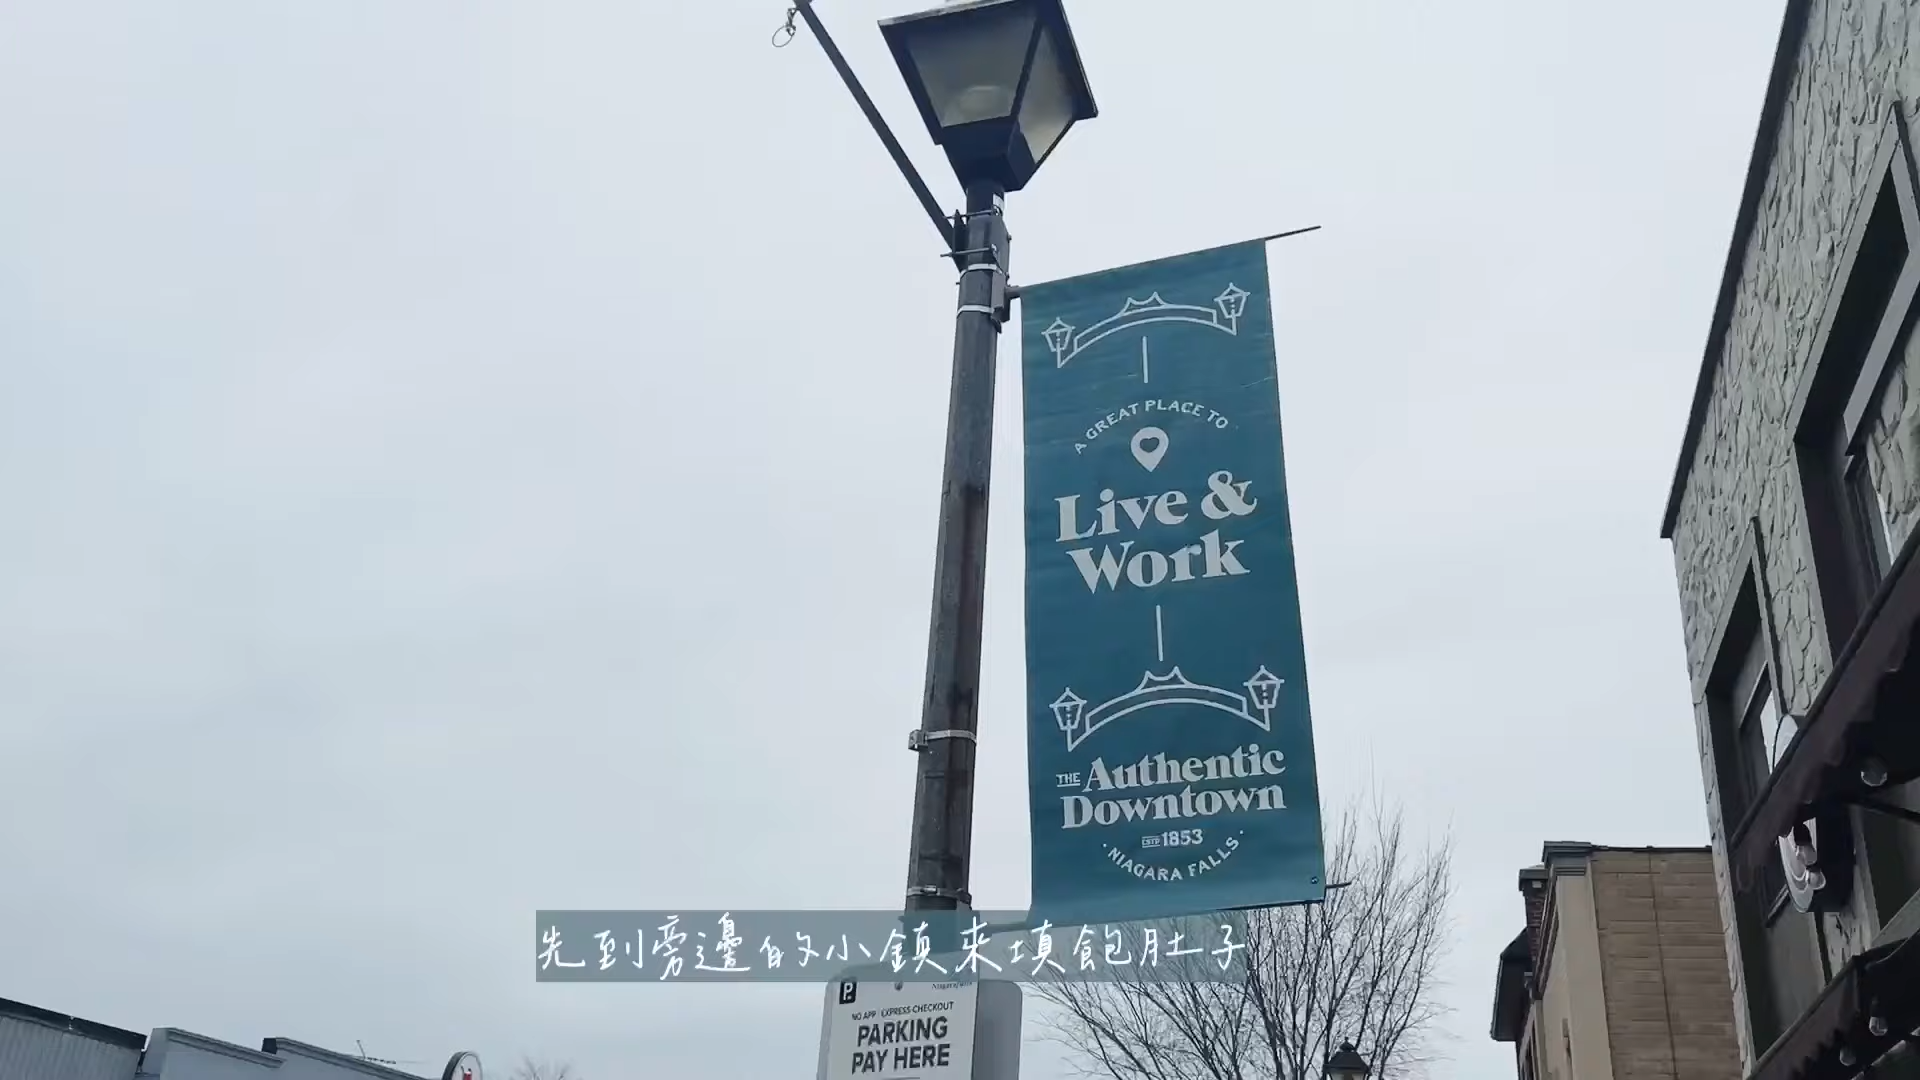 A GREAT PLACE TO
Live &
Work
THE Authentic
Downtown
ESTD 1853
· NIAGARA FALLS ·
先到旁邊的小鎮來填飽肚子
P
NO APP EXPRESS CHECKOUT
PARKING
PAY HERE